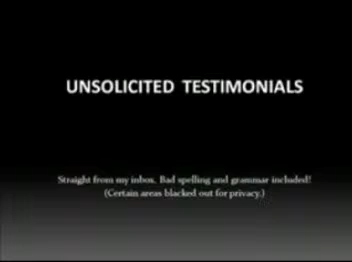 UNSOLICITED TESTIMONIALS
Straight from my inbox. Bad spelling and grammar included!
(Certain areas blacked out for privacy.)